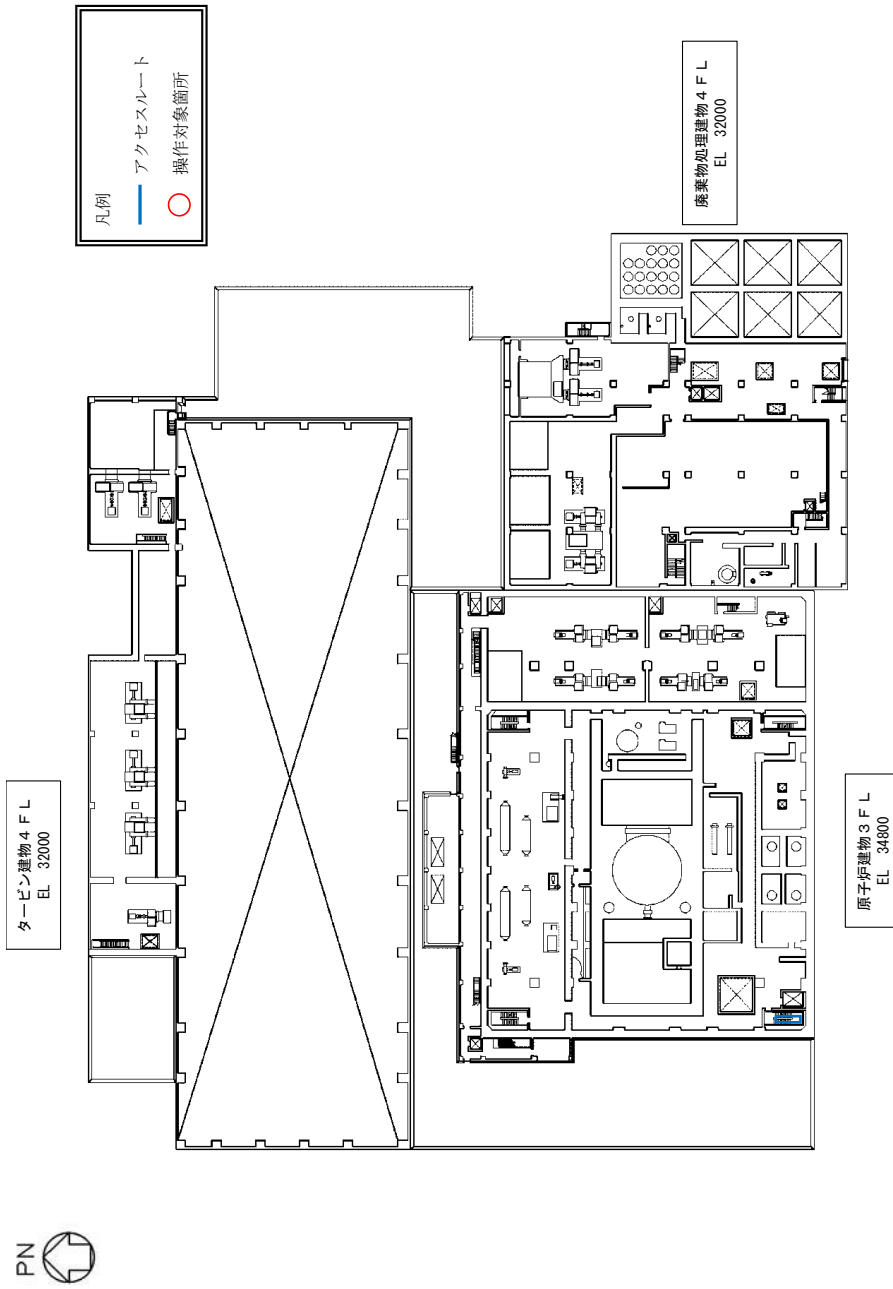 凡例
アクセスルート
操作対象箇所
廃棄物処理建物4FL
EL 32000
タービン建物4FL
EL 32000
原子炉建物3FL
EL 34800
PN